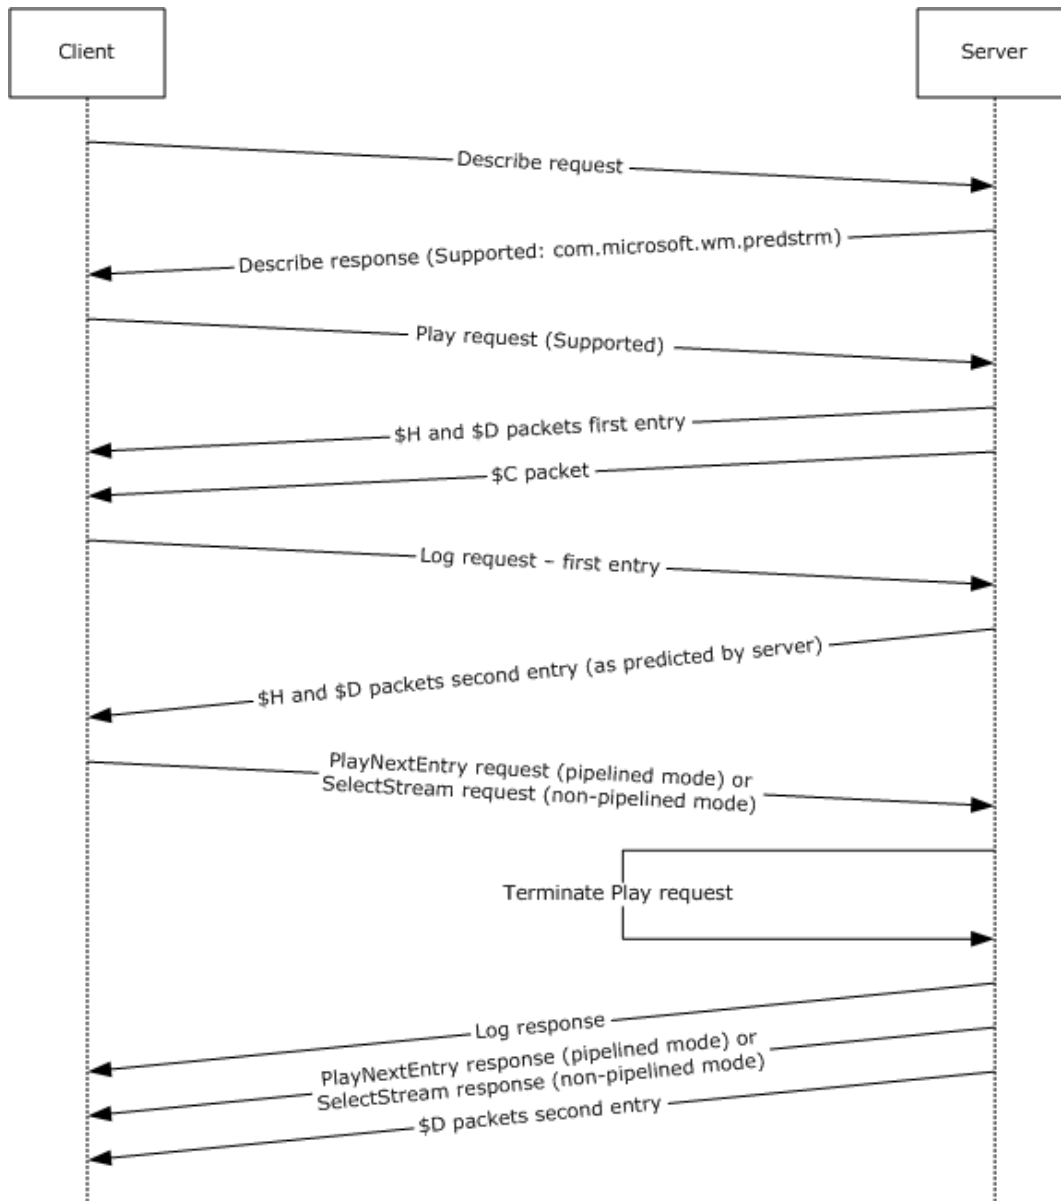 Client
Server
Describe request
Describe response (Supported: com.microsoft.wm.predstrm)
Play request (Supported)
$H and $D packets first entry
$C packet
Log request – first entry
$H and $D packets second entry (as predicted by server)
PlayNextEntry request (pipelined mode) or
SelectStream request (non-pipelined mode)
Terminate Play request
Log response
PlayNextEntry response (pipelined mode) or
SelectStream response (non-pipelined mode)
$D packets second entry